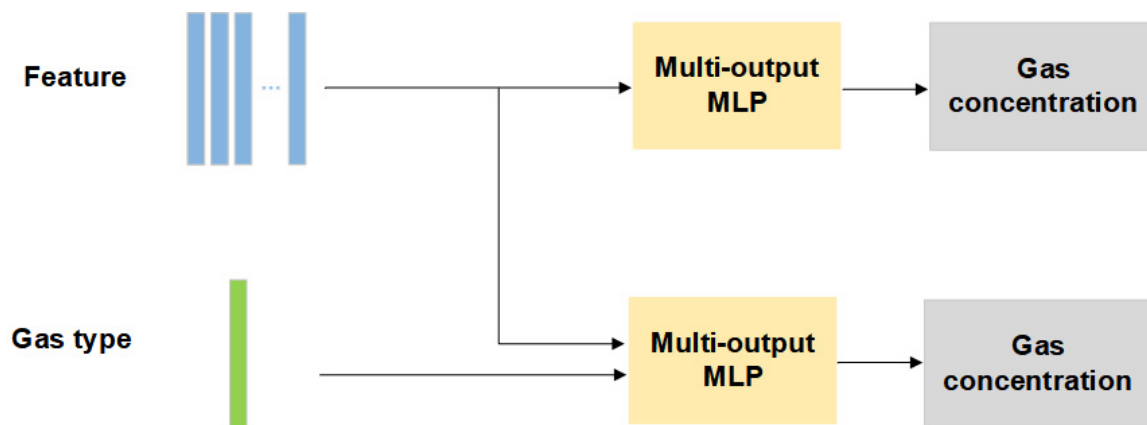 Feature
...
Multi-output
MLP
Gas
concentration
Gas type
Multi-output
MLP
Gas
concentration